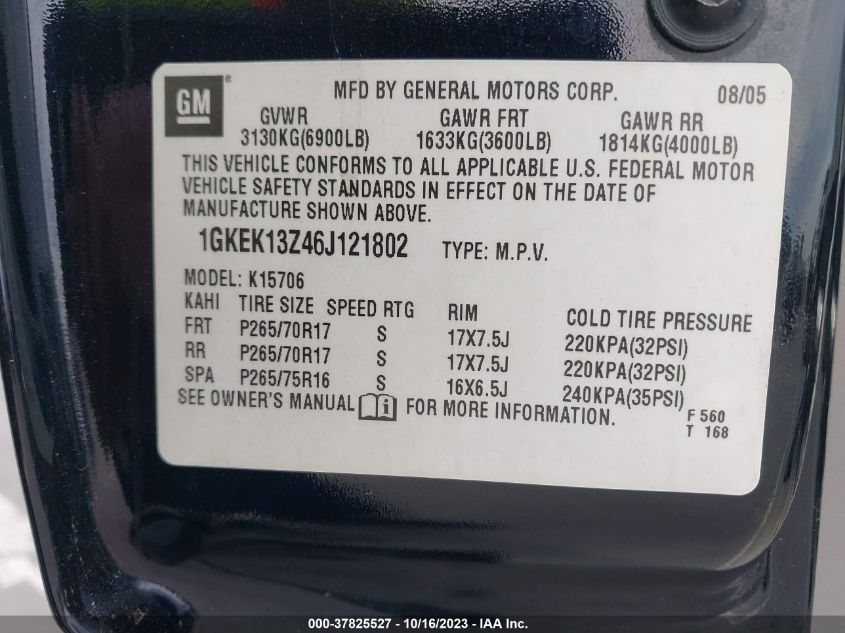 GM®
MFD BY GENERAL MOTORS CORP. 08/05
GVWR GAWR FRT GAWR RR
3130KG(6900LB) 1633KG(3600LB) 1814KG(4000LB)
THIS VEHICLE CONFORMS TO ALL APPLICABLE U.S. FEDERAL MOTOR
VEHICLE SAFETY STANDARDS IN EFFECT ON THE DATE OF
MANUFACTURE SHOWN ABOVE.
1GKEK13Z46J121802 TYPE: M.P.V.
MODEL: K15706
KAHI TIRE SIZE SPEED RTG RIM COLD TIRE PRESSURE
FRT P265/70R17 S 17X7.5J 220KPA(32PSI)
RR P265/70R17 S 17X7.5J 220KPA(32PSI)
SPA P265/75R16 S 16X6.5J 240KPA(35PSI)
SEE OWNER'S MANUAL i FOR MORE INFORMATION.
F 560
T 168
000-37825527 - 10/16/2023 - IAA Inc.